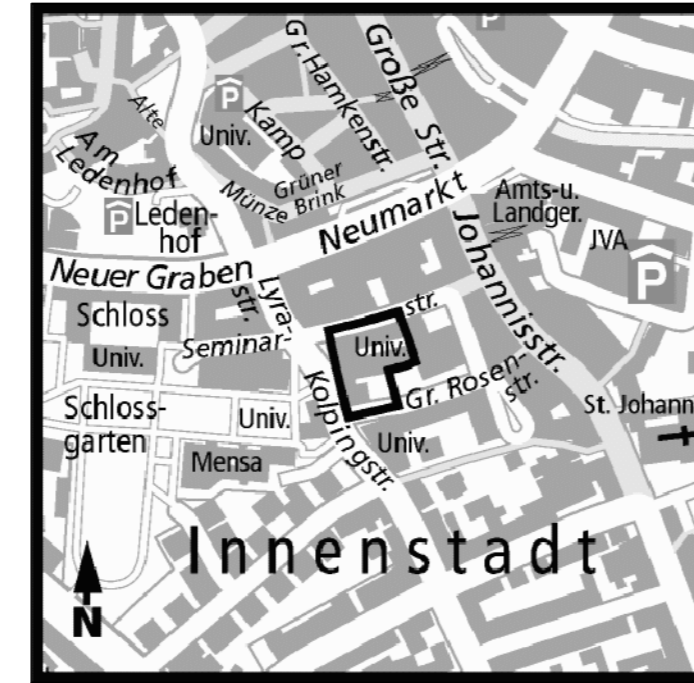 P
Große Str.
Gr.Hamkenstr.
P
Alte
Univ.
Kamp
Am
Ledenhof
Grüner
Brink
Münze
P
Leden-
hof
Neumarkt
Amts-u.
Landger.
JVA
P
Johannisstr.
Neuer Graben
Lyra-
str.
Schloss
str.
Seminar-
Univ.
Univ.
Kolpingstr.
Gr. Rosen-
str.
Schloss-
garten
Univ.
St. Johann
Univ.
Mensa
Innenstadt
N